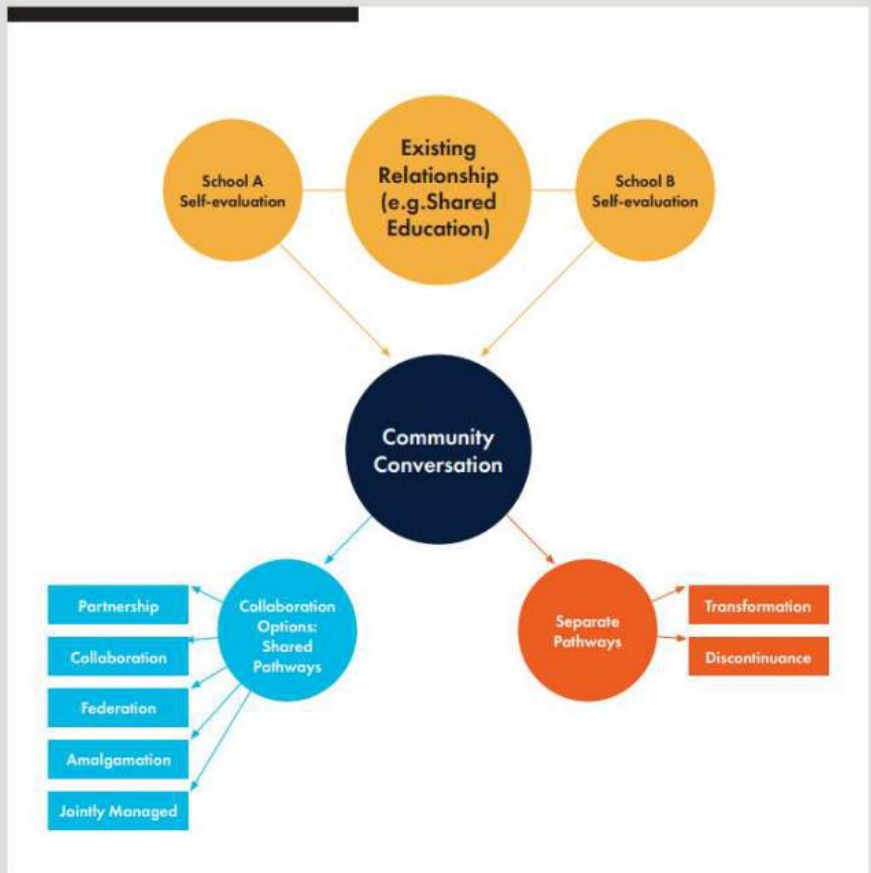 School A
Self-evaluation
Existing
Relationship
(e.g.Shared
Education)
School B
Self-evaluation
Community
Conversation
Collaboration
Options:
Shared
Pathways
Partnership
Collaboration
Federation
Amalgamation
Jointly Managed
Separate
Pathways
Transformation
Discontinuance